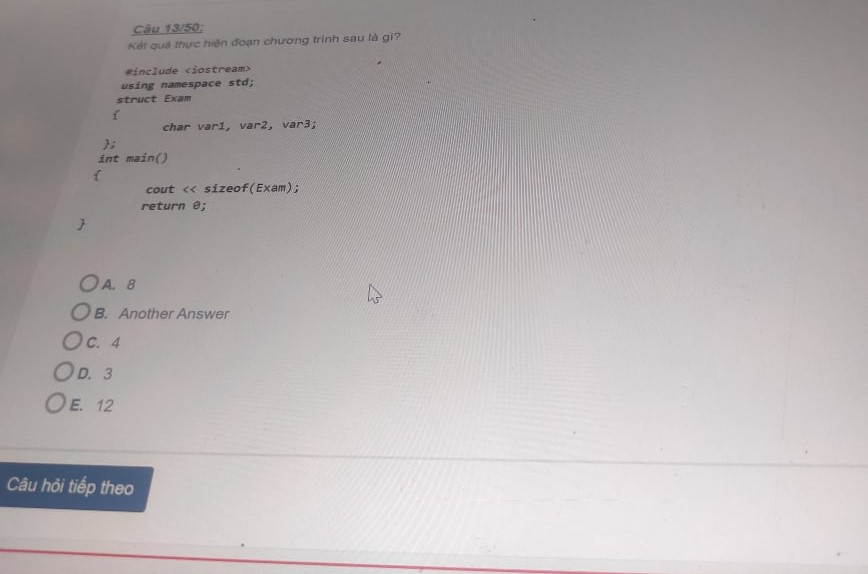 Câu 13/50:
Kết quả thực hiện đoạn chương trình sau là gì?
#include <iostream>
using namespace std;
struct Exam
{
char var1, var2, var3;
};
int main()
{
cout << sizeof(Exam);
return 0;
}
A. 8
B. Another Answer
C. 4
D. 3
E. 12
Câu hỏi tiếp theo